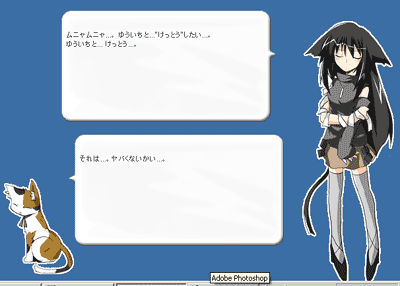 ムニャムニャ…。ゆういちと…"けっとう"したい…。
ゆういちと… けっとう…。
それは…。ヤバくないかい…。
Adobe Photoshop